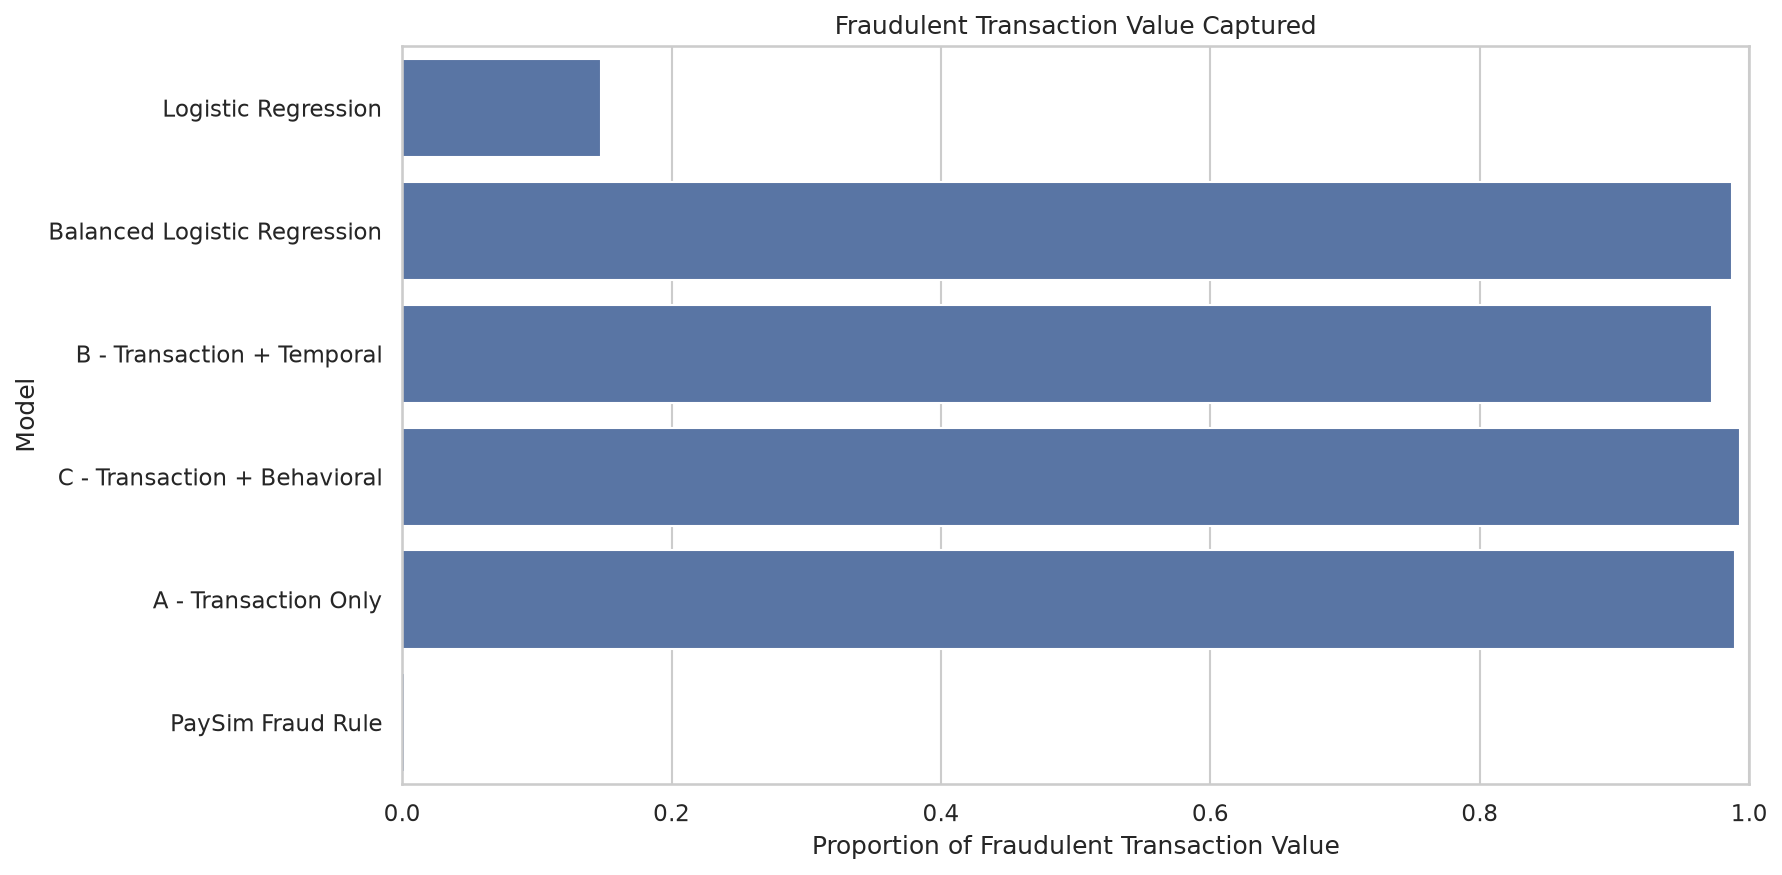 Fraudulent Transaction Value Captured
Logistic Regression
Balanced Logistic Regression
B - Transaction + Temporal
C - Transaction + Behavioral
A - Transaction Only
PaySim Fraud Rule
Model
0.0 0.2 0.4 0.6 0.8 1.0
Proportion of Fraudulent Transaction Value